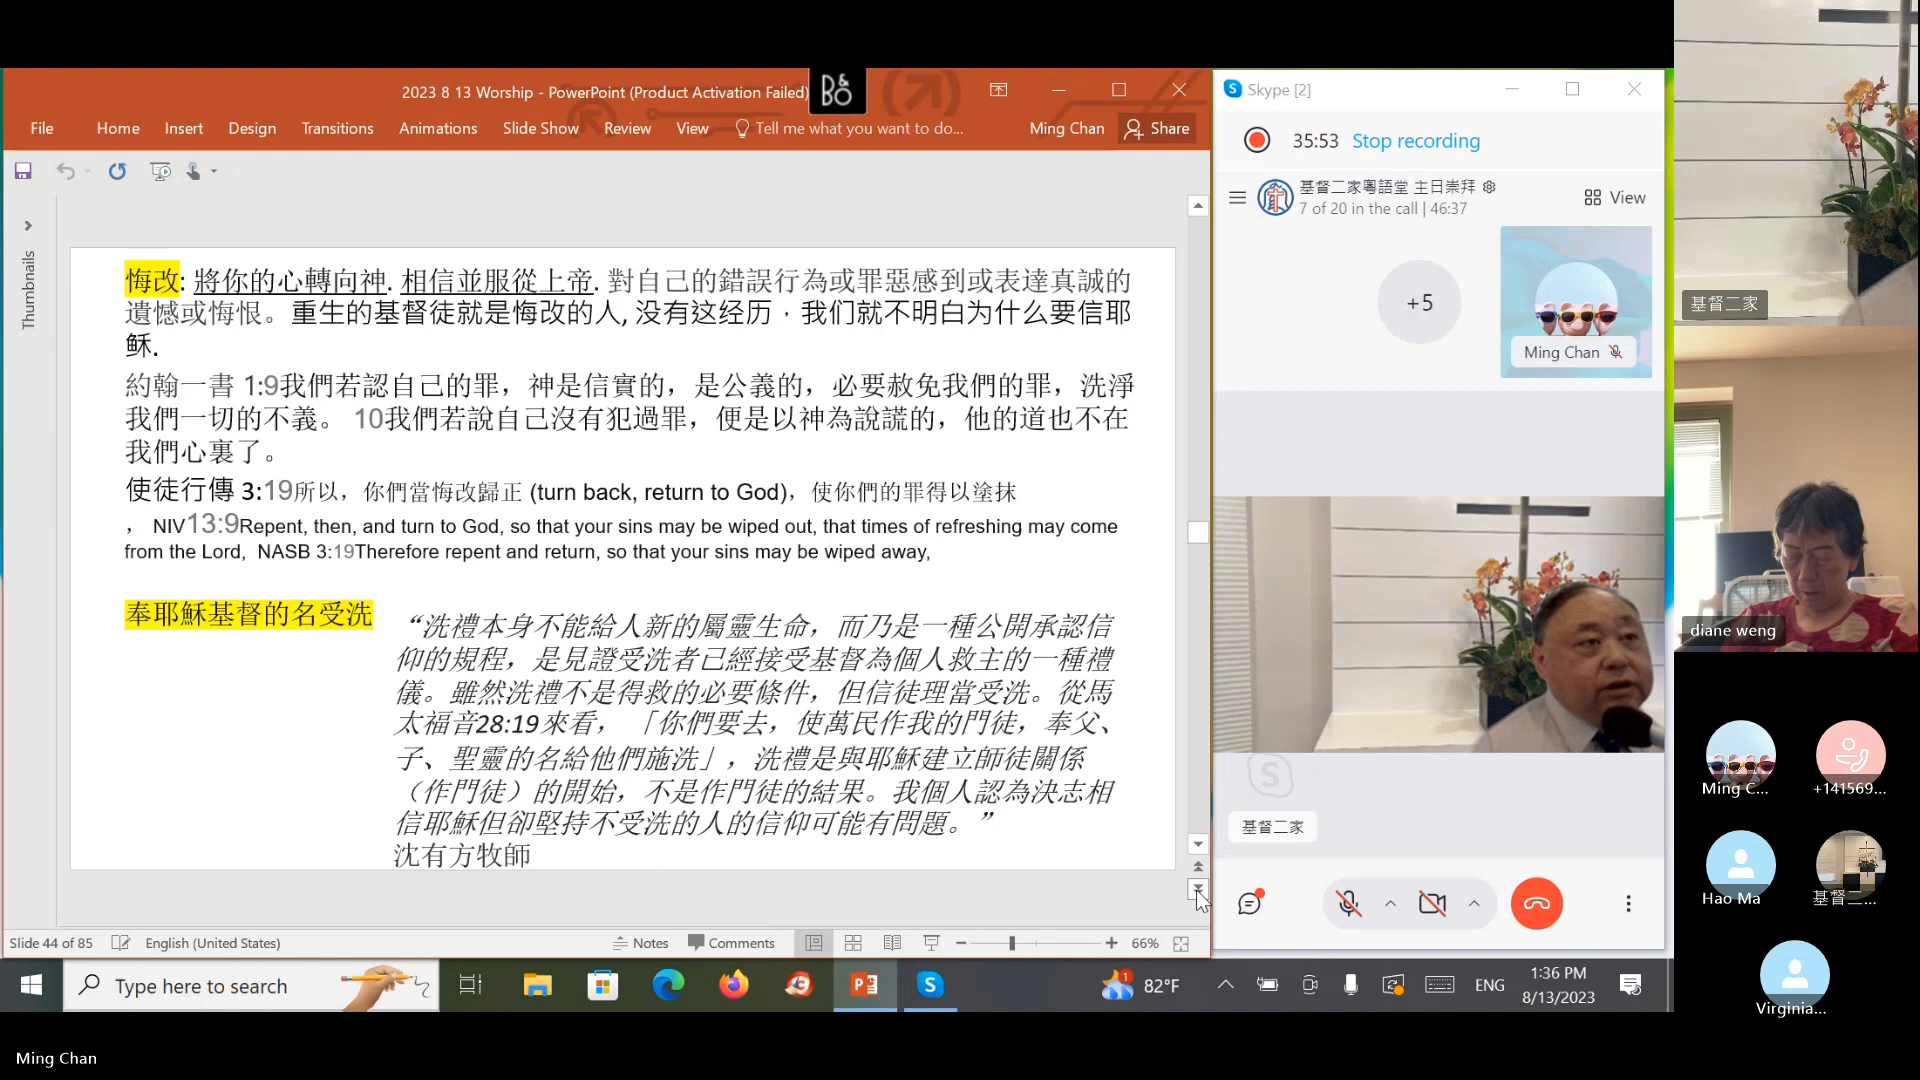 2023 8 13 Worship - PowerPoint (Product Activation Failed)
B&O
File Home Insert Design Transitions Animations Slide Show Review View Tell me what you want to do... Ming Chan Share
Thumbnails
悔改: 將你的心轉向神. 相信並服從上帝. 對自己的錯誤行為或罪惡感到或表達真誠的
遺憾或悔恨。重生的基督徒就是悔改的人, 没有这经历，我们就不明白为什么要信耶
稣.
約翰一書 1:9我們若認自己的罪，神是信實的，是公義的，必要赦免我們的罪，洗淨
我們一切的不義。 10我們若說自己沒有犯過罪，便是以神為說謊的，他的道也不在
我們心裏了。
使徒行傳 3:19所以，你們當悔改歸正 (turn back, return to God)，使你們的罪得以塗抹
， NIV13:9Repent, then, and turn to God, so that your sins may be wiped out, that times of refreshing may come
from the Lord, NASB 3:19Therefore repent and return, so that your sins may be wiped away,
奉耶穌基督的名受洗
“洗禮本身不能給人新的屬靈生命，而乃是一種公開承認信
仰的規程，是見證受洗者已經接受基督為個人救主的一種禮
儀。雖然洗禮不是得救的必要條件，但信徒理當受洗。從馬
太福音28:19來看，「你們要去，使萬民作我的門徒，奉父、
子、聖靈的名給他們施洗」，洗禮是與耶穌建立師徒關係
（作門徒）的開始，不是作門徒的結果。我個人認為決志相
信耶穌但卻堅持不受洗的人的信仰可能有問題。”
沈有方牧師
Slide 44 of 85 English (United States) Notes Comments 66%
Skype [2]
35:53 Stop recording
基督二家粵語堂 主日崇拜
7 of 20 in the call | 46:37
View
+5
Ming Chan
基督二家
Type here to search
1
82°F
ENG
1:36 PM
8/13/2023
基督二家
diane weng
Ming C...
+141569...
Hao Ma
基督二...
Virginia...
Ming Chan